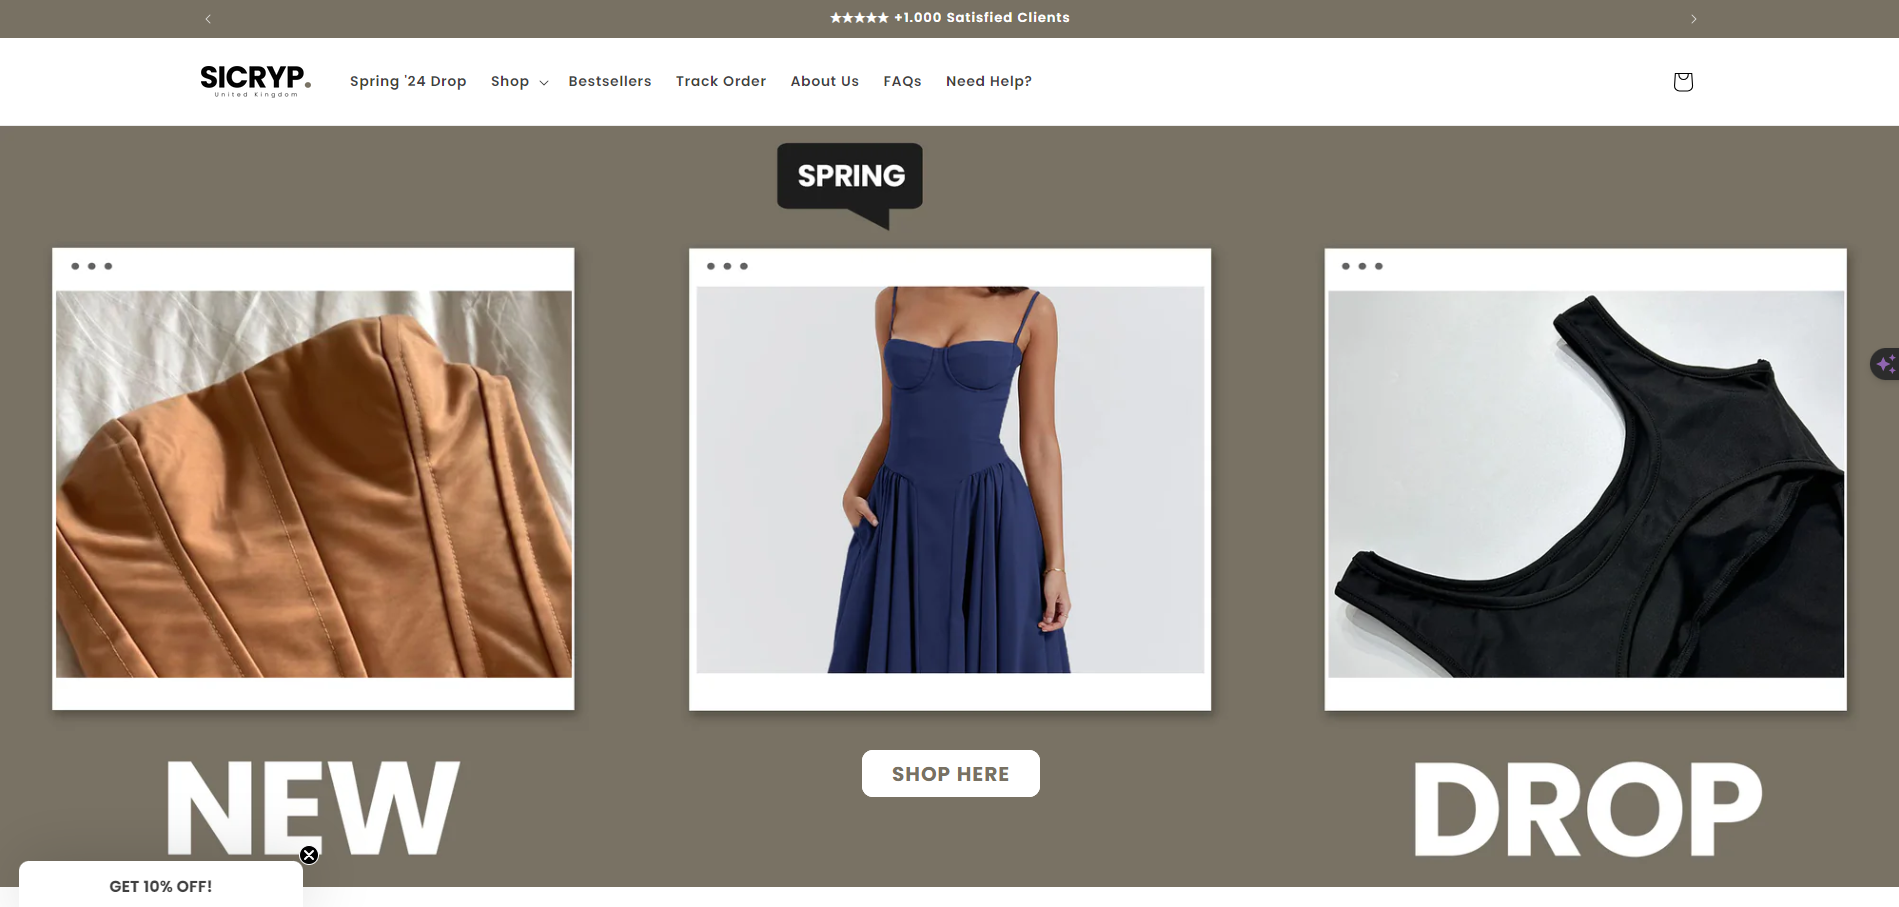 ★★★★★ +1.000 Satisfied Clients
SICRYP.
United Kingdom
Spring '24 Drop
Shop
Bestsellers
Track Order
About Us
FAQs
Need Help?
SPRING
NEW
SHOP HERE
DROP
GET 10% OFF!